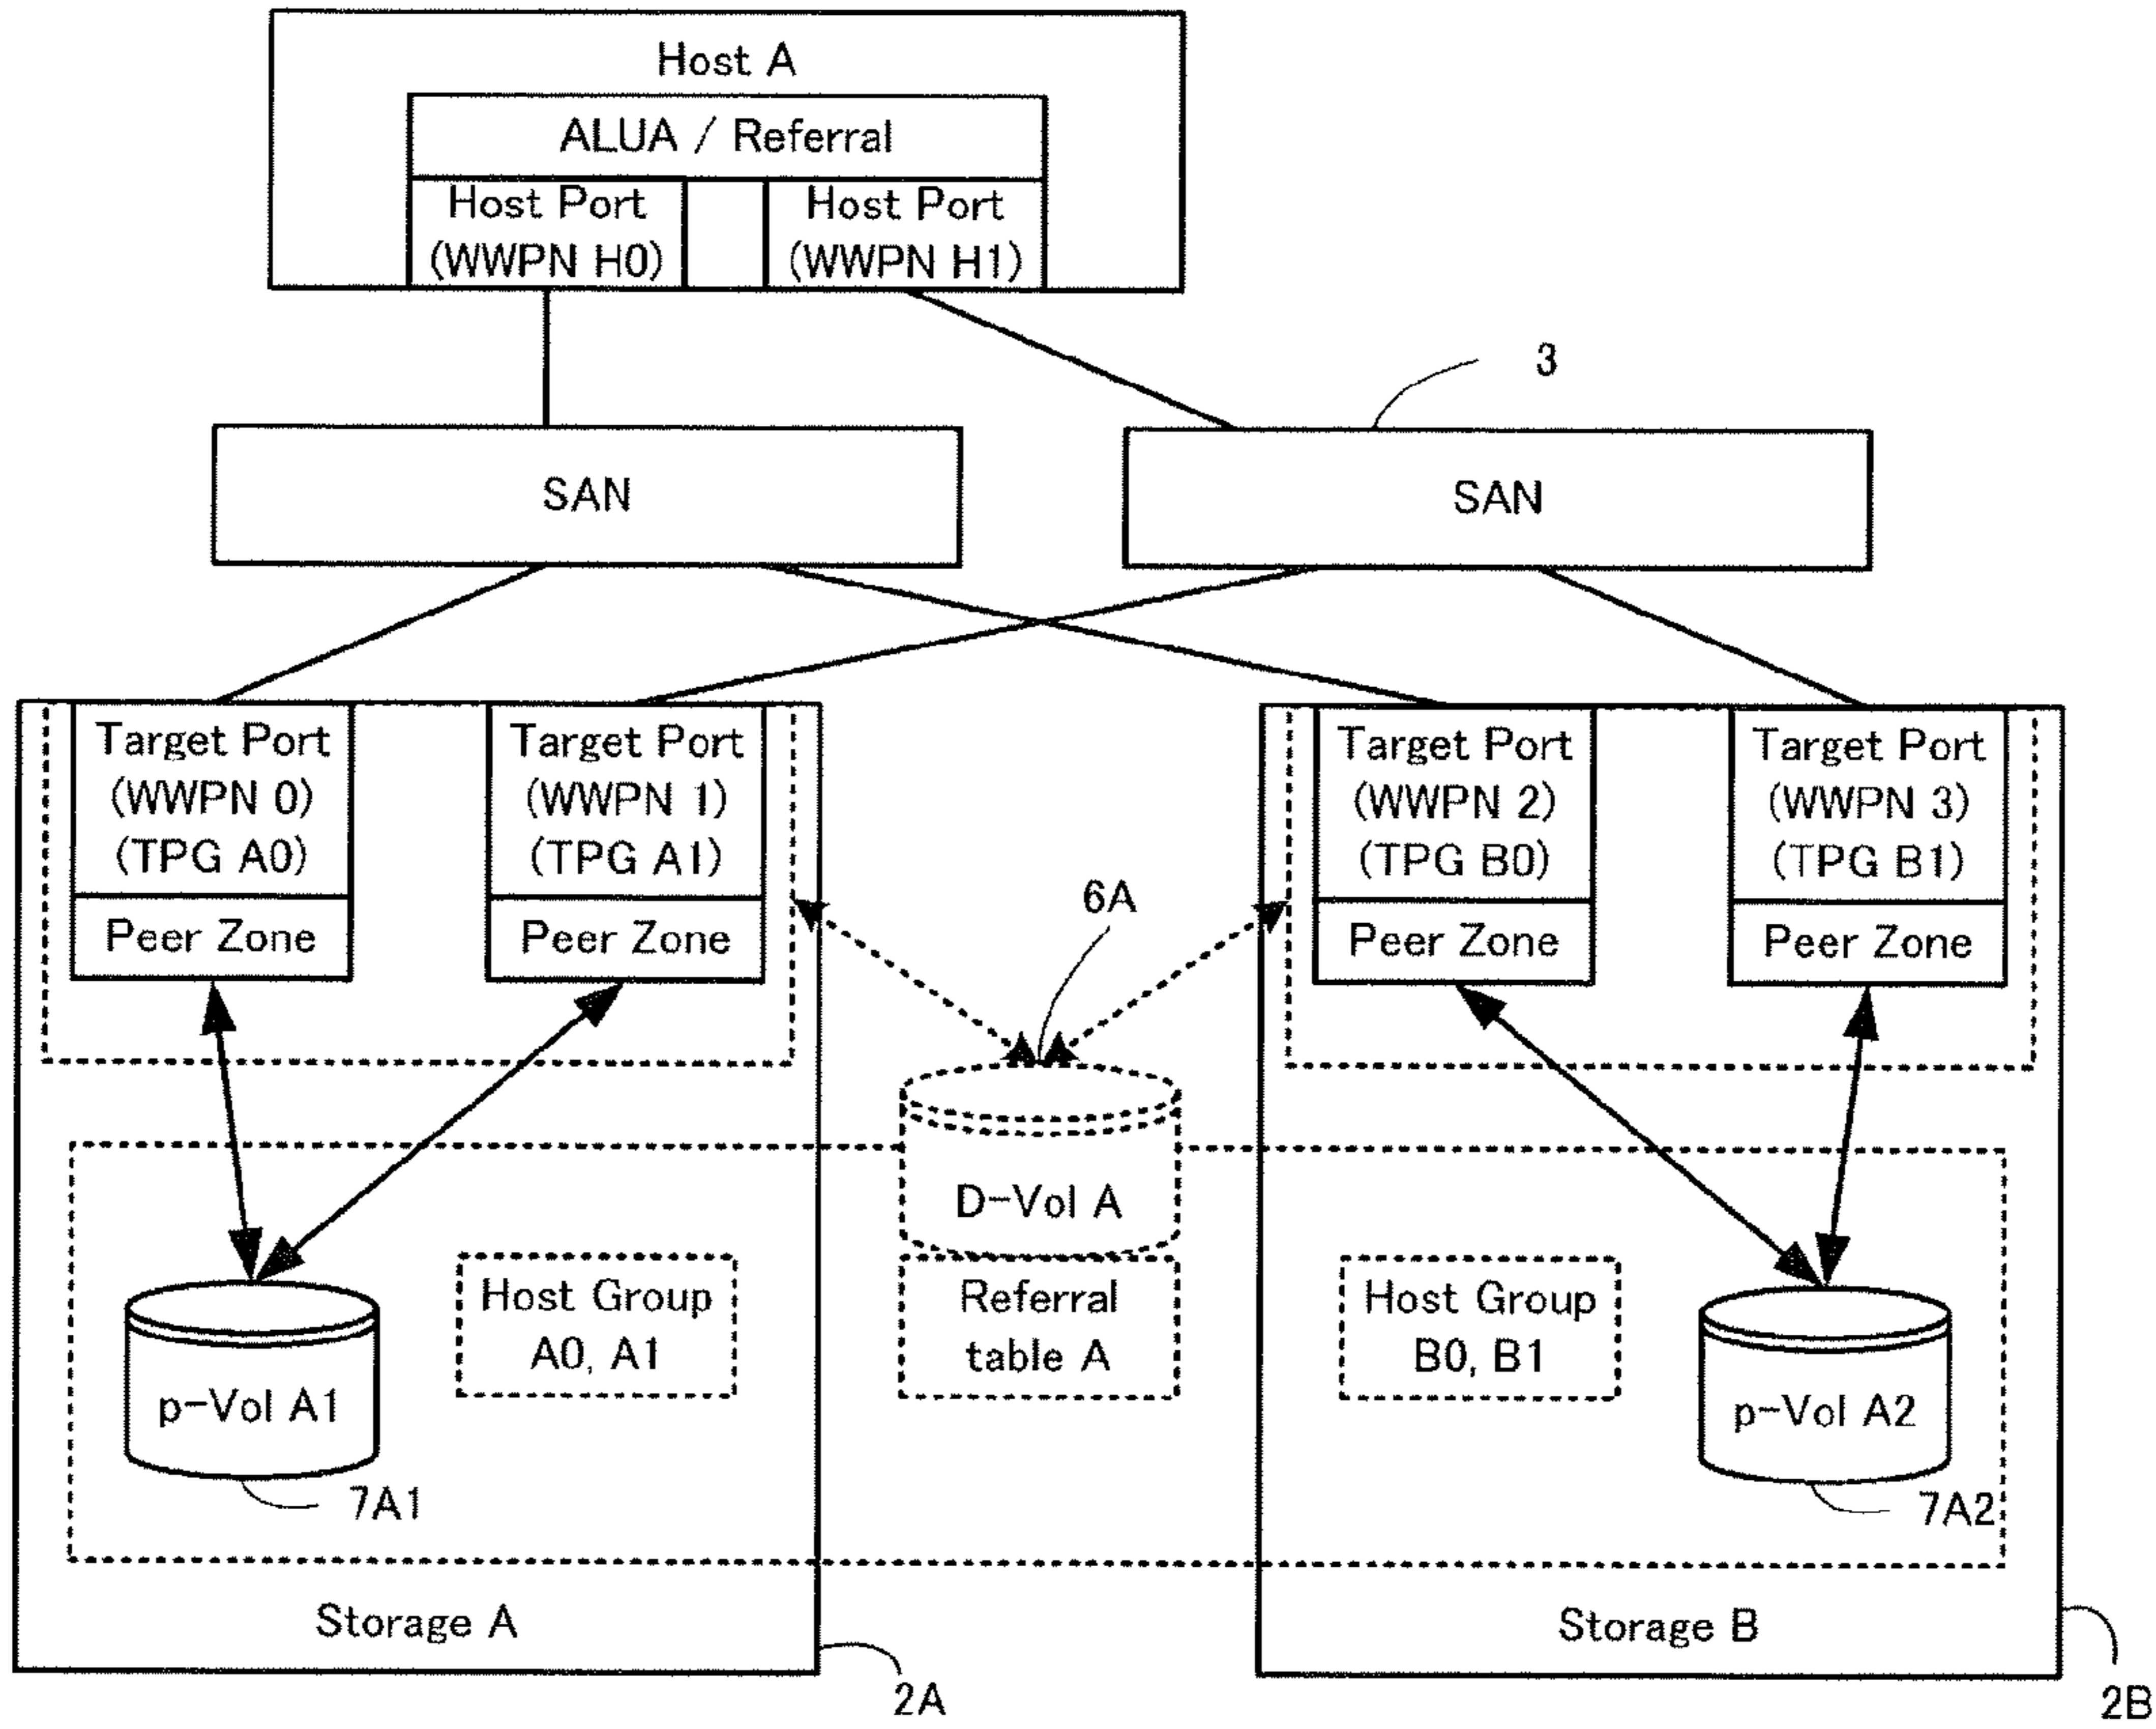 Host A
ALUA / Referral
Host Port
(WWPN H0)
Host Port
(WWPN H1)
3
SAN
SAN
Target Port
(WWPN 0)
(TPG A0)
Peer Zone
Target Port
(WWPN 1)
(TPG A1)
Peer Zone
Target Port
(WWPN 2)
(TPG B0)
Peer Zone
Target Port
(WWPN 3)
(TPG B1)
Peer Zone
6A
D-Vol A
Referral
table A
Host Group
A0, A1
Host Group
B0, B1
p-Vol A1
p-Vol A2
7A1
7A2
Storage A
Storage B
2A
2B